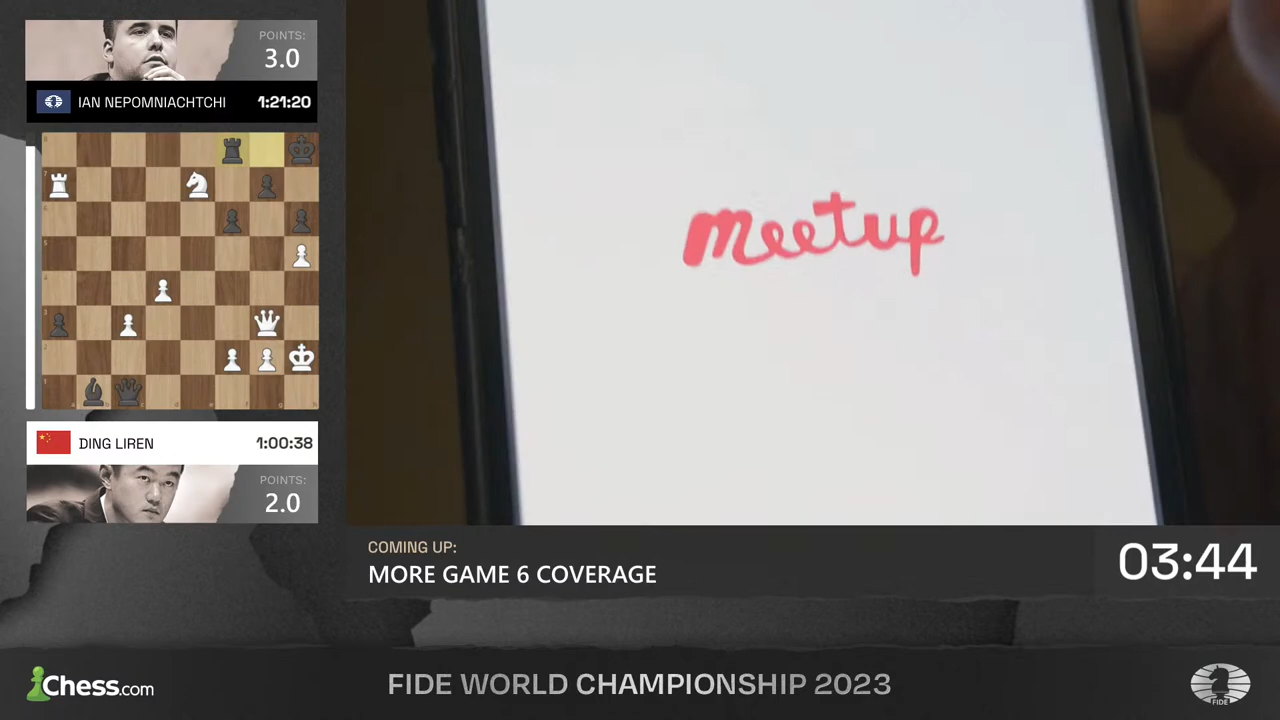 POINTS:
3.0
IAN NEPOMNIACHTCHI 1:21:20
meetup
DING LIREN 1:00:38
POINTS:
2.0
COMING UP:
MORE GAME 6 COVERAGE
03:44
Chess.com
FIDE WORLD CHAMPIONSHIP 2023
FIDE